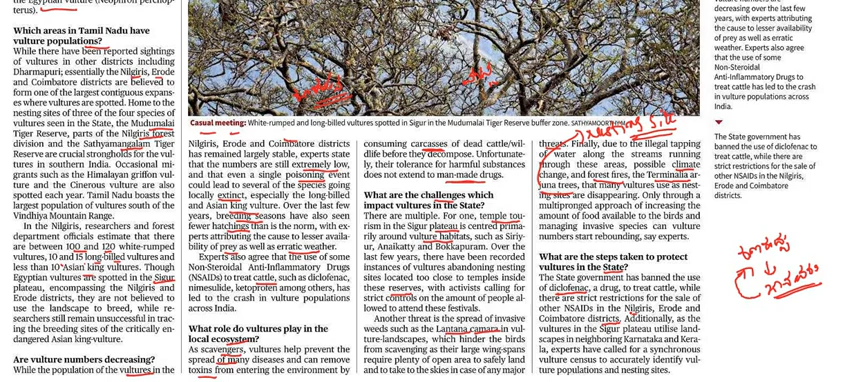 the Egyptian vulture (Neophron perchop-
terus).
Which areas in Tamil Nadu have
vulture populations?
While there have been reported sightings
of vultures in other districts including
Dharmapuri; essentially the Nilgiris, Erode
and Coimbatore districts are believed to
form one of the largest contiguous expans-
es where vultures are spotted. Home to the
nesting sites of three of the four species of
vultures seen in the State, the Mudumalai
Tiger Reserve, parts of the Nilgiris forest
division and the Sathyamangalam Tiger
Reserve are crucial strongholds for the vul-
tures in southern India. Occasional mi-
grants such as the Himalayan griffon vul-
ture and the Cinerous vulture are also
spotted each year. Tamil Nadu boasts the
largest population of vultures south of the
Vindhya Mountain Range.
In the Nilgiris, researchers and forest
department officials estimate that there
are between 100 and 120 white-rumped
vultures, 10 and 15 long-billed vultures and
less than 10 Asian king vultures. Though
Egyptian vultures are spotted in the Sigur
plateau, encompassing the Nilgiris and
Erode districts, they are not believed to
use the landscape to breed, while re-
searchers still remain unsuccessful in trac-
ing the breeding sites of the critically en-
dangered Asian king-vulture.
Are vulture numbers decreasing?
While the population of the vultures in the
Casual meeting: White-rumped and long-billed vultures spotted in Sigur in the Mudumalai Tiger Reserve buffer zone. SATHYAMOORTHY
Nilgiris, Erode and Coimbatore districts
has remained largely stable, experts state
that the numbers are still extremely low,
and that even a single poisoning event
could lead to several of the species going
locally extinct, especially the long-billed
and Asian king vulture. Over the last few
years, breeding seasons have also seen
fewer hatchings than is the norm, with ex-
perts attributing the cause to lesser availa-
bility of prey as well as erratic weather.
Experts also agree that the use of some
Non-Steroidal Anti-Inflammatory Drugs
(NSAIDs) to treat cattle, such as diclofenac,
nimesulide, ketoprofen among others, has
led to the crash in vulture populations
across India.
What role do vultures play in the
local ecosystem?
As scavengers, vultures help prevent the
spread of many diseases and can remove
toxins from entering the environment by
consuming carcasses of dead cattle/wil-
dlife before they decompose. Unfortunate-
ly, their tolerance for harmful substances
does not extend to man-made drugs.
What are the challenges which
impact vultures in the State?
There are multiple. For one, temple tou-
rism in the Sigur plateau is centred prima-
rily around vulture habitats, such as Siriy-
ur, Anaikatty and Bokkapuram. Over the
last few years, there have been recorded
instances of vultures abandoning nesting
sites located too close to temples inside
these reserves, with activists calling for
strict controls on the amount of people al-
lowed to attend these festivals.
Another threat is the spread of invasive
weeds such as the Lantana camara in vul-
ture-landscapes, which hinder the birds
from scavenging as their large wing-spans
require plenty of open area to safely land
and to take to the skies in case of any major
nesting site
threats. Finally, due to the illegal tapping
of water along the streams running
through these areas, possible climate
change, and forest fires, the Terminalia ar-
juna trees, that many vultures use as nest-
ing sites are disappearing. Only through a
multipronged approach of increasing the
amount of food available to the birds and
managing invasive species can vulture
numbers start rebounding, say experts.
What are the steps taken to protect
vultures in the State?
The State government has banned the use
of diclofenac, a drug, to treat cattle, while
there are strict restrictions for the sale of
other NSAIDs in the Nilgiris, Erode and
Coimbatore districts. Additionally, as the
vultures in the Sigur plateau utilise land-
scapes in neighboring Karnataka and Kera-
la, experts have called for a synchronous
vulture census to accurately identify vul-
ture populations and nesting sites.
decreasing over the last few
years, with experts attributing
the cause to lesser availability
of prey as well as erratic
weather. Experts also agree
that the use of some
Non-Steroidal
Anti-Inflammatory Drugs to
treat cattle has led to the crash
in vulture populations across
India.
The State government has
banned the use of diclofenac to
treat cattle, while there are
strict restrictions for the sale of
other NSAIDs in the Nilgiris,
Erode and Coimbatore
districts.